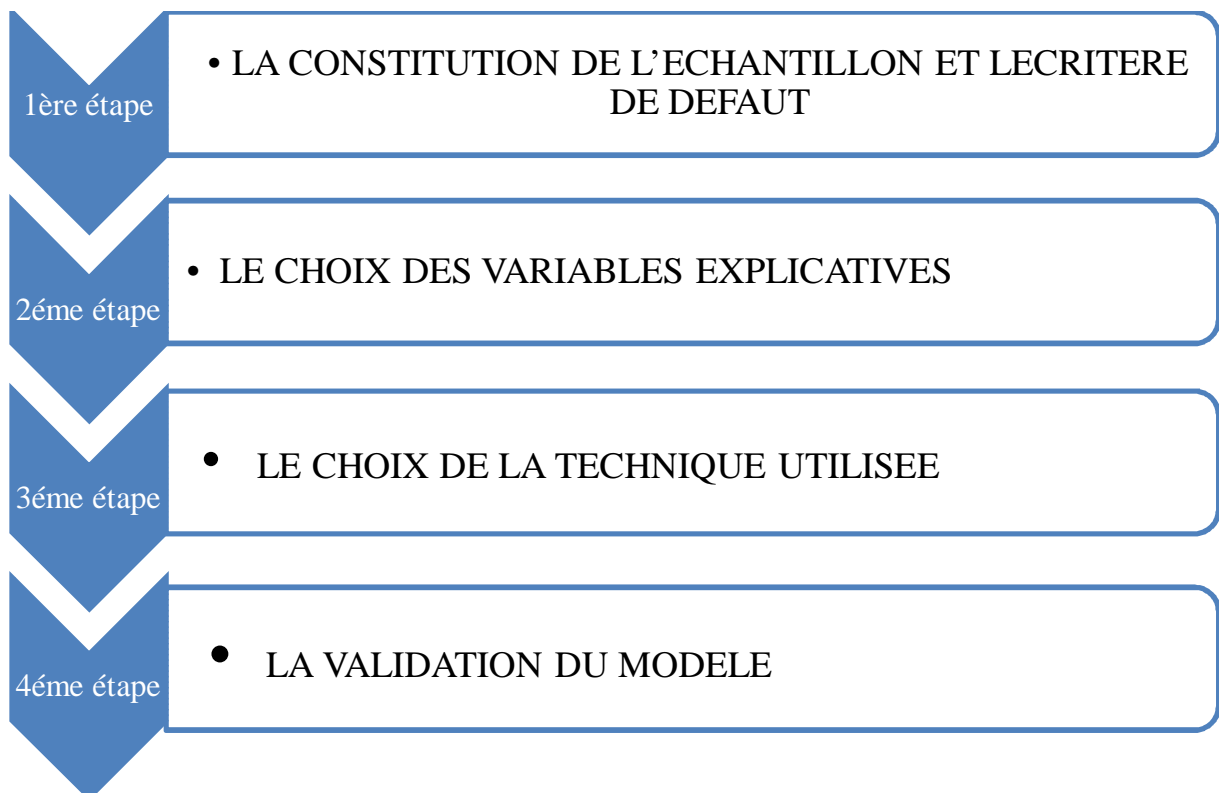 1ère étape
• LA CONSTITUTION DE L’ECHANTILLON ET LECRITERE
DE DEFAUT
2éme étape
• LE CHOIX DES VARIABLES EXPLICATIVES
3éme étape
• LE CHOIX DE LA TECHNIQUE UTILISEE
4éme étape
• LA VALIDATION DU MODELE